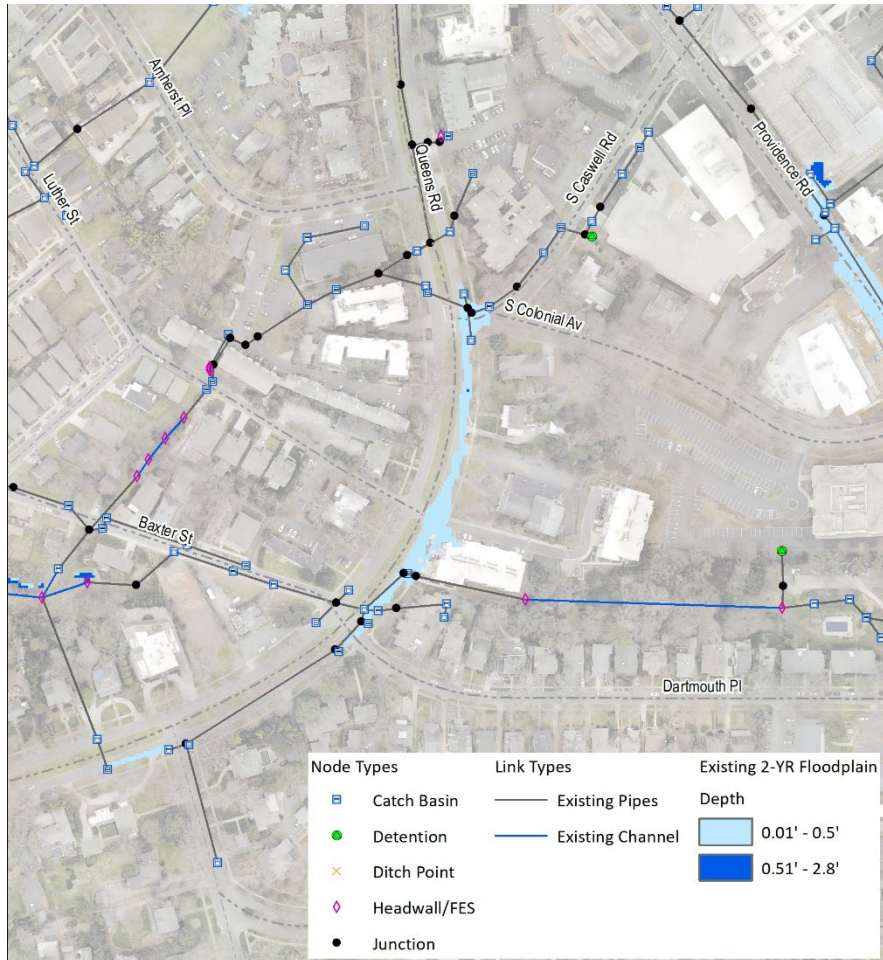 Amherst Pl
Luther St
Queens Rd
S Caswell Rd
Providence Rd
S Colonial Av
Baxter St
Dartmouth Pl
Node Types
Catch Basin
Detention
Ditch Point
Headwall/FES
Junction
Link Types
Existing Pipes
Existing Channel
Existing 2-YR Floodplain
Depth
0.01' - 0.5'
0.51' - 2.8'